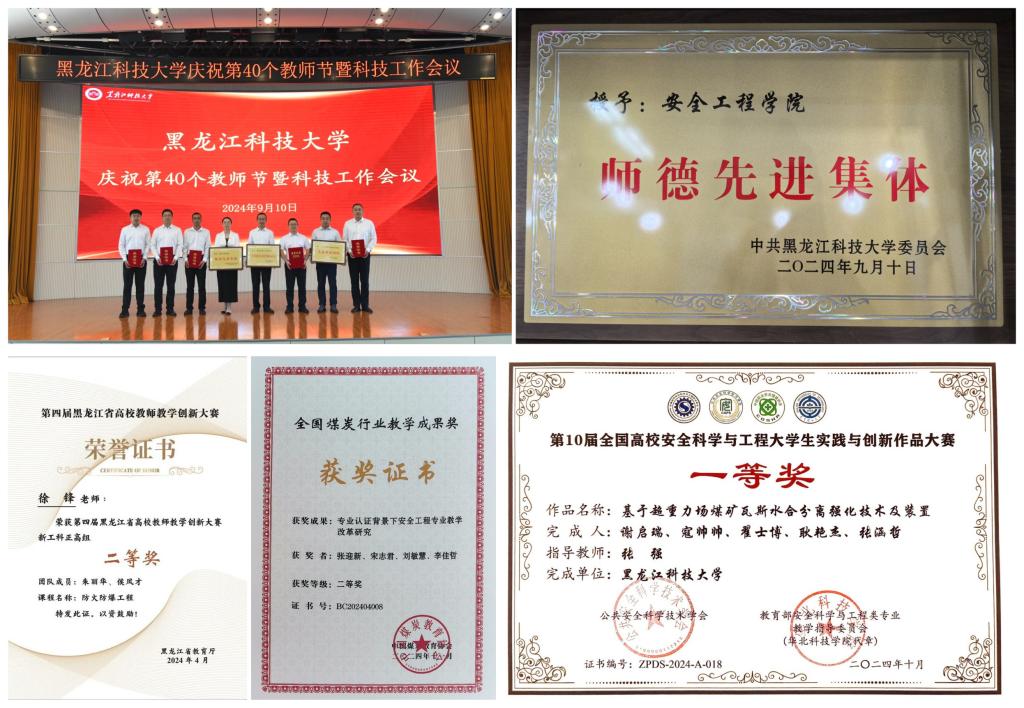 黑龙江科技大学庆祝第40个教师节暨科技工作会议
黑龙江科技大学
黑龙江科技大学
庆祝第40个教师节暨科技工作会议
2024年9月10日
授予：安全工程学院
师德先进集体
中共黑龙江科技大学委员会
二〇二四年九月十日
第四届黑龙江省高校教师教学创新大赛
荣誉证书
CERTIFICATE OF HONOR
徐 锋 老师：
荣获第四届黑龙江省高校教师教学创新大赛
新工科正高组
二等奖
团队成员：朱丽华、侯凤才
课程名称：防火防爆工程
特发此证。以资鼓励！
黑龙江省教育厅
2024 年 4 月
全国煤炭行业教学成果奖
获奖证书
获奖成果：专业认证背景下安全工程专业教学
改革研究
获 奖 者：张迎新、宋志君、刘敏慧、李佳哲
获奖等级：二等奖
证 书 号：BC202404008
中国煤炭教育协会
第10届全国高校安全科学与工程大学生实践与创新作品大赛
一等奖
作品名称：基于超重力场煤矿瓦斯水合分离强化技术及装置
完 成 人：谢启瑞、寇帅帅、翟士博、耿艳杰、张涵哲
指导教师：张 强
完成单位：黑龙江科技大学
公共安全科学技术学会
教育部安全科学与工程类专业
教学指导委员会
(华北科技学院代章)
证书编号：ZPDS-2024-A-018
二〇二四年十月